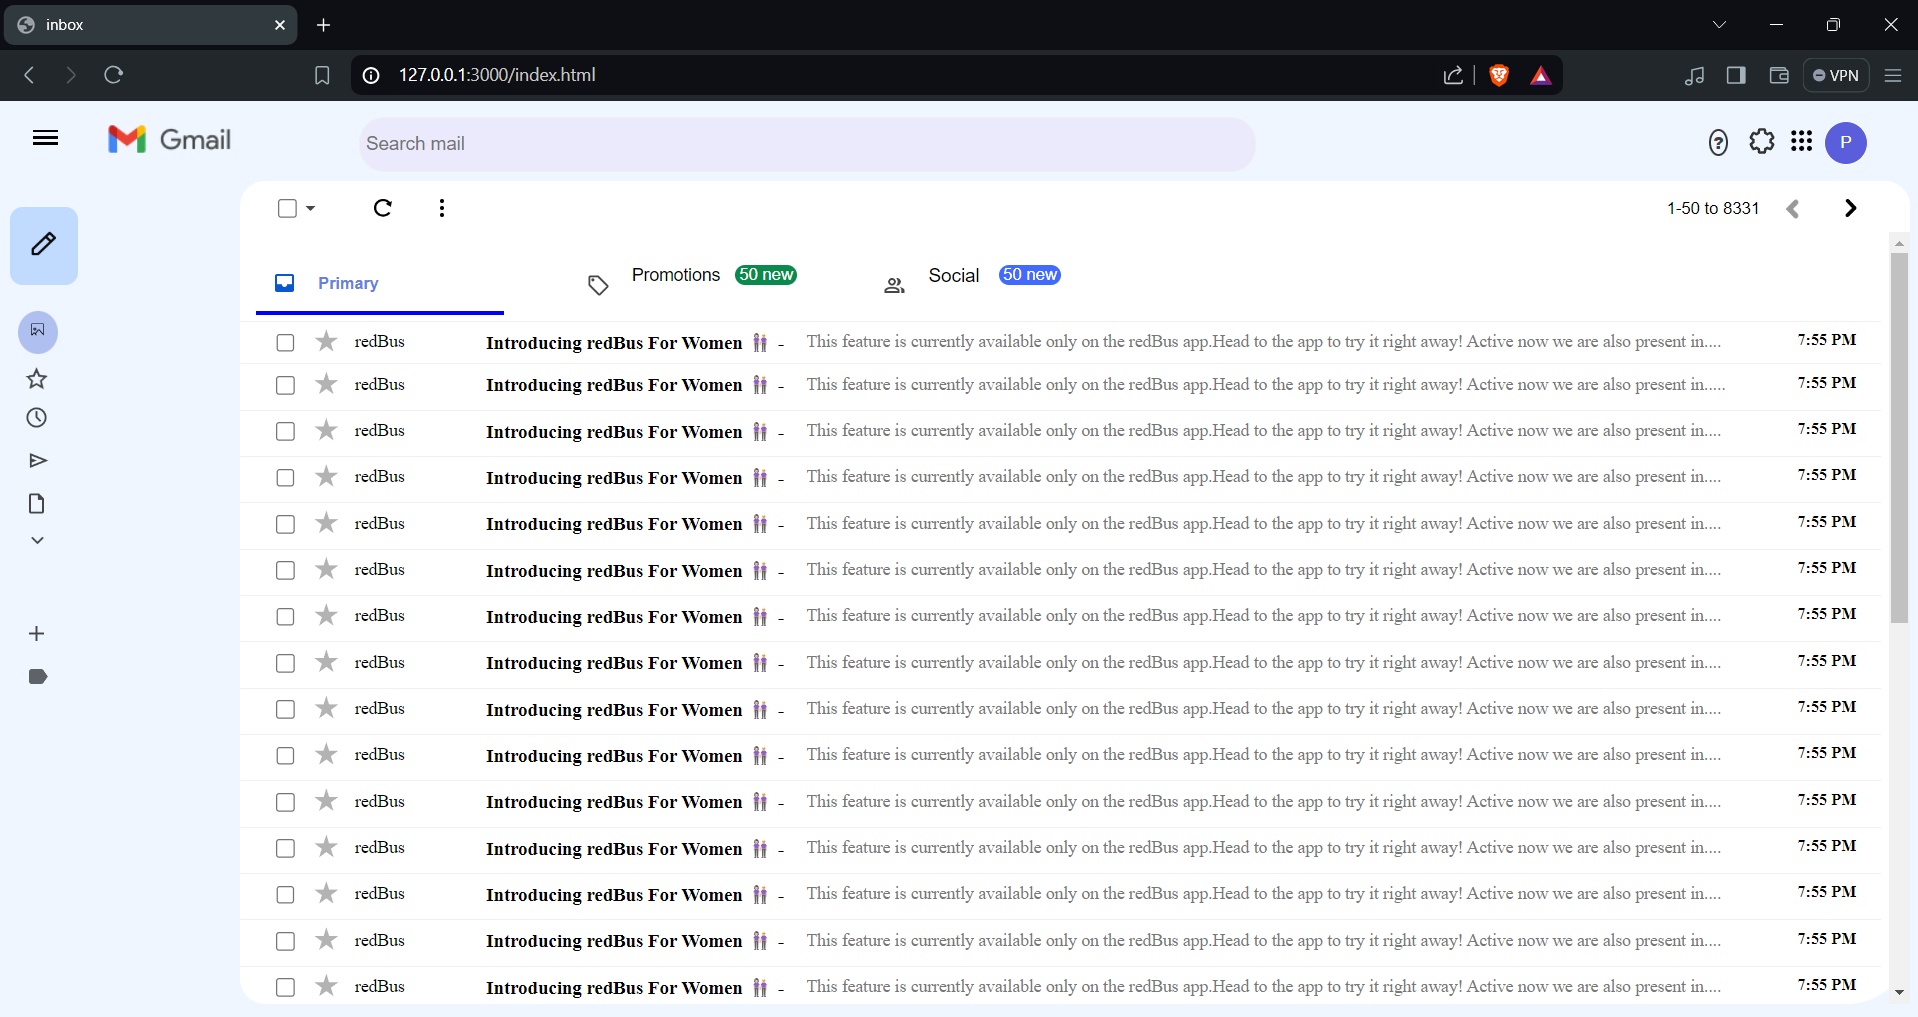 inbox
127.0.0.1:3000/index.html
VPN
Gmail
Search mail
P
1-50 to 8331
Primary
Promotions 50 new
Social 50 new
redBus Introducing redBus For Women 👭 - This feature is currently available only on the redBus app.Head to the app to try it right away! Active now we are also present in.... 7:55 PM
redBus Introducing redBus For Women 👭 - This feature is currently available only on the redBus app.Head to the app to try it right away! Active now we are also present in..... 7:55 PM
redBus Introducing redBus For Women 👭 - This feature is currently available only on the redBus app.Head to the app to try it right away! Active now we are also present in.... 7:55 PM
redBus Introducing redBus For Women 👭 - This feature is currently available only on the redBus app.Head to the app to try it right away! Active now we are also present in.... 7:55 PM
redBus Introducing redBus For Women 👭 - This feature is currently available only on the redBus app.Head to the app to try it right away! Active now we are also present in.... 7:55 PM
redBus Introducing redBus For Women 👭 - This feature is currently available only on the redBus app.Head to the app to try it right away! Active now we are also present in.... 7:55 PM
redBus Introducing redBus For Women 👭 - This feature is currently available only on the redBus app.Head to the app to try it right away! Active now we are also present in.... 7:55 PM
redBus Introducing redBus For Women 👭 - This feature is currently available only on the redBus app.Head to the app to try it right away! Active now we are also present in.... 7:55 PM
redBus Introducing redBus For Women 👭 - This feature is currently available only on the redBus app.Head to the app to try it right away! Active now we are also present in.... 7:55 PM
redBus Introducing redBus For Women 👭 - This feature is currently available only on the redBus app.Head to the app to try it right away! Active now we are also present in.... 7:55 PM
redBus Introducing redBus For Women 👭 - This feature is currently available only on the redBus app.Head to the app to try it right away! Active now we are also present in.... 7:55 PM
redBus Introducing redBus For Women 👭 - This feature is currently available only on the redBus app.Head to the app to try it right away! Active now we are also present in.... 7:55 PM
redBus Introducing redBus For Women 👭 - This feature is currently available only on the redBus app.Head to the app to try it right away! Active now we are also present in.... 7:55 PM
redBus Introducing redBus For Women 👭 - This feature is currently available only on the redBus app.Head to the app to try it right away! Active now we are also present in.... 7:55 PM
redBus Introducing redBus For Women 👭 - This feature is currently available only on the redBus app.Head to the app to try it right away! Active now we are also present in.... 7:55 PM